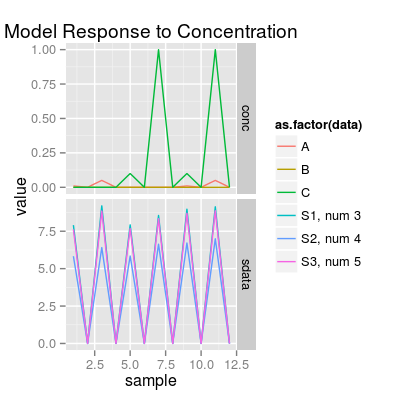 Model Response to Concentration
1.00
0.75
0.50
0.25
0.00
conc
value
7.5
5.0
2.5
0.0
sdata
2.5 5.0 7.5 10.0 12.5
sample
as.factor(data)
A
B
C
S1, num 3
S2, num 4
S3, num 5